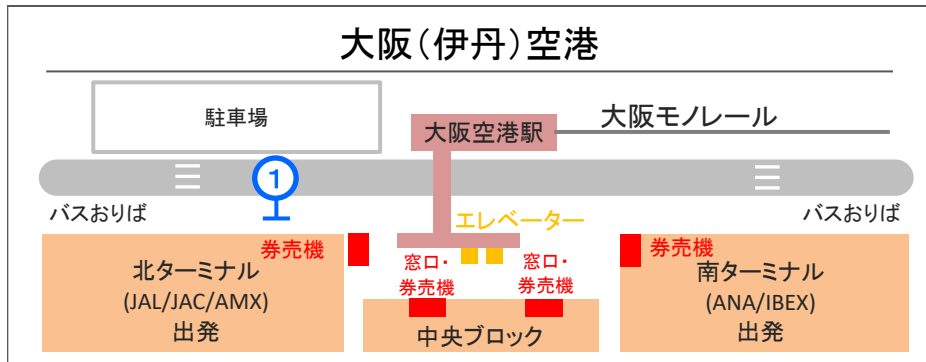 大阪（伊丹）空港
駐車場
大阪空港駅
大阪モノレール
1
バスおりば
エレベーター
バスおりば
券売機
窓口・
券売機
窓口・
券売機
券売機
北ターミナル
(JAL/JAC/AMX)
出発
中央ブロック
南ターミナル
(ANA/IBEX)
出発